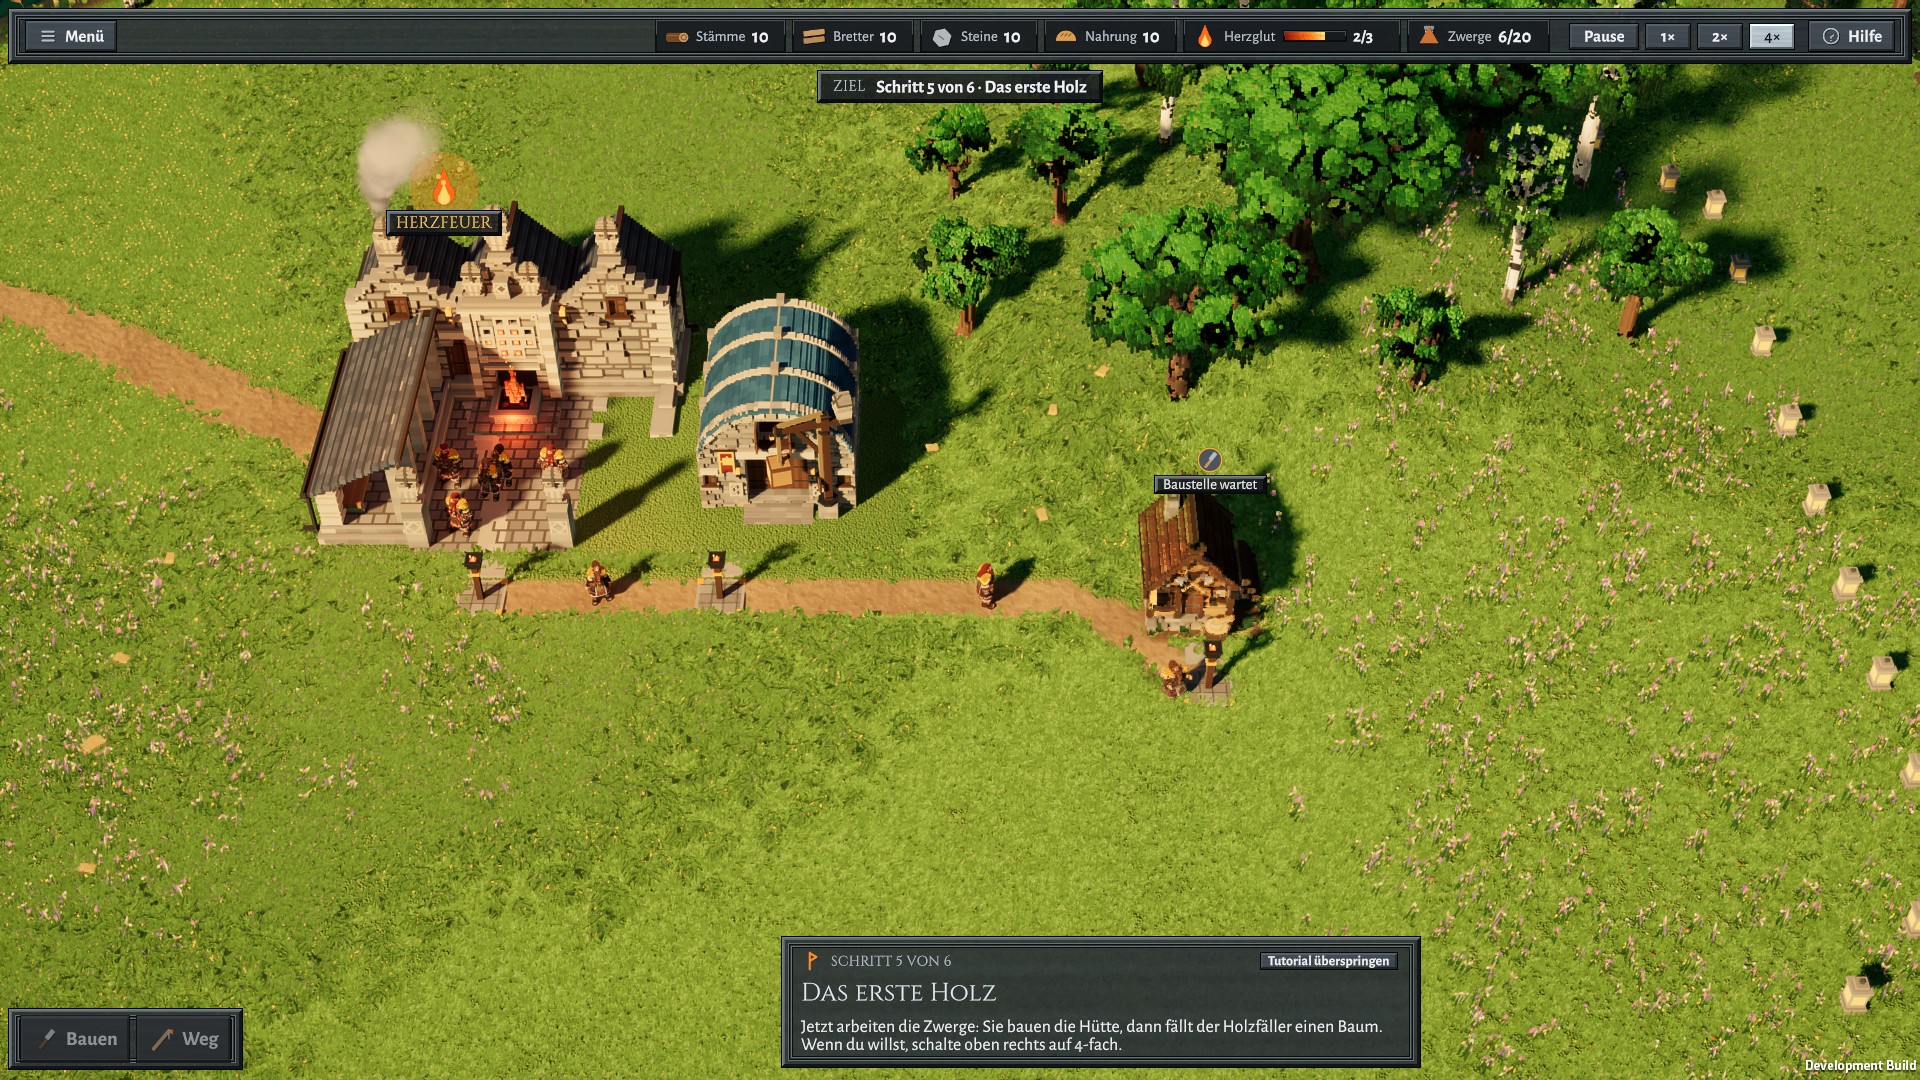 Menü
Stämme 10
Bretter 10
Steine 10
Nahrung 10
Herzglut 2/3
Zwerge 6/20
Pause
1×
2×
4×
Hilfe
ZIEL Schritt 5 von 6 · Das erste Holz
HERZFEUER
Baustelle wartet
SCHRITT 5 VON 6
Tutorial überspringen
Das erste Holz
Jetzt arbeiten die Zwerge: Sie bauen die Hütte, dann fällt der Holzfäller einen Baum.
Wenn du willst, schalte oben rechts auf 4-fach.
Bauen
Weg
Development Build